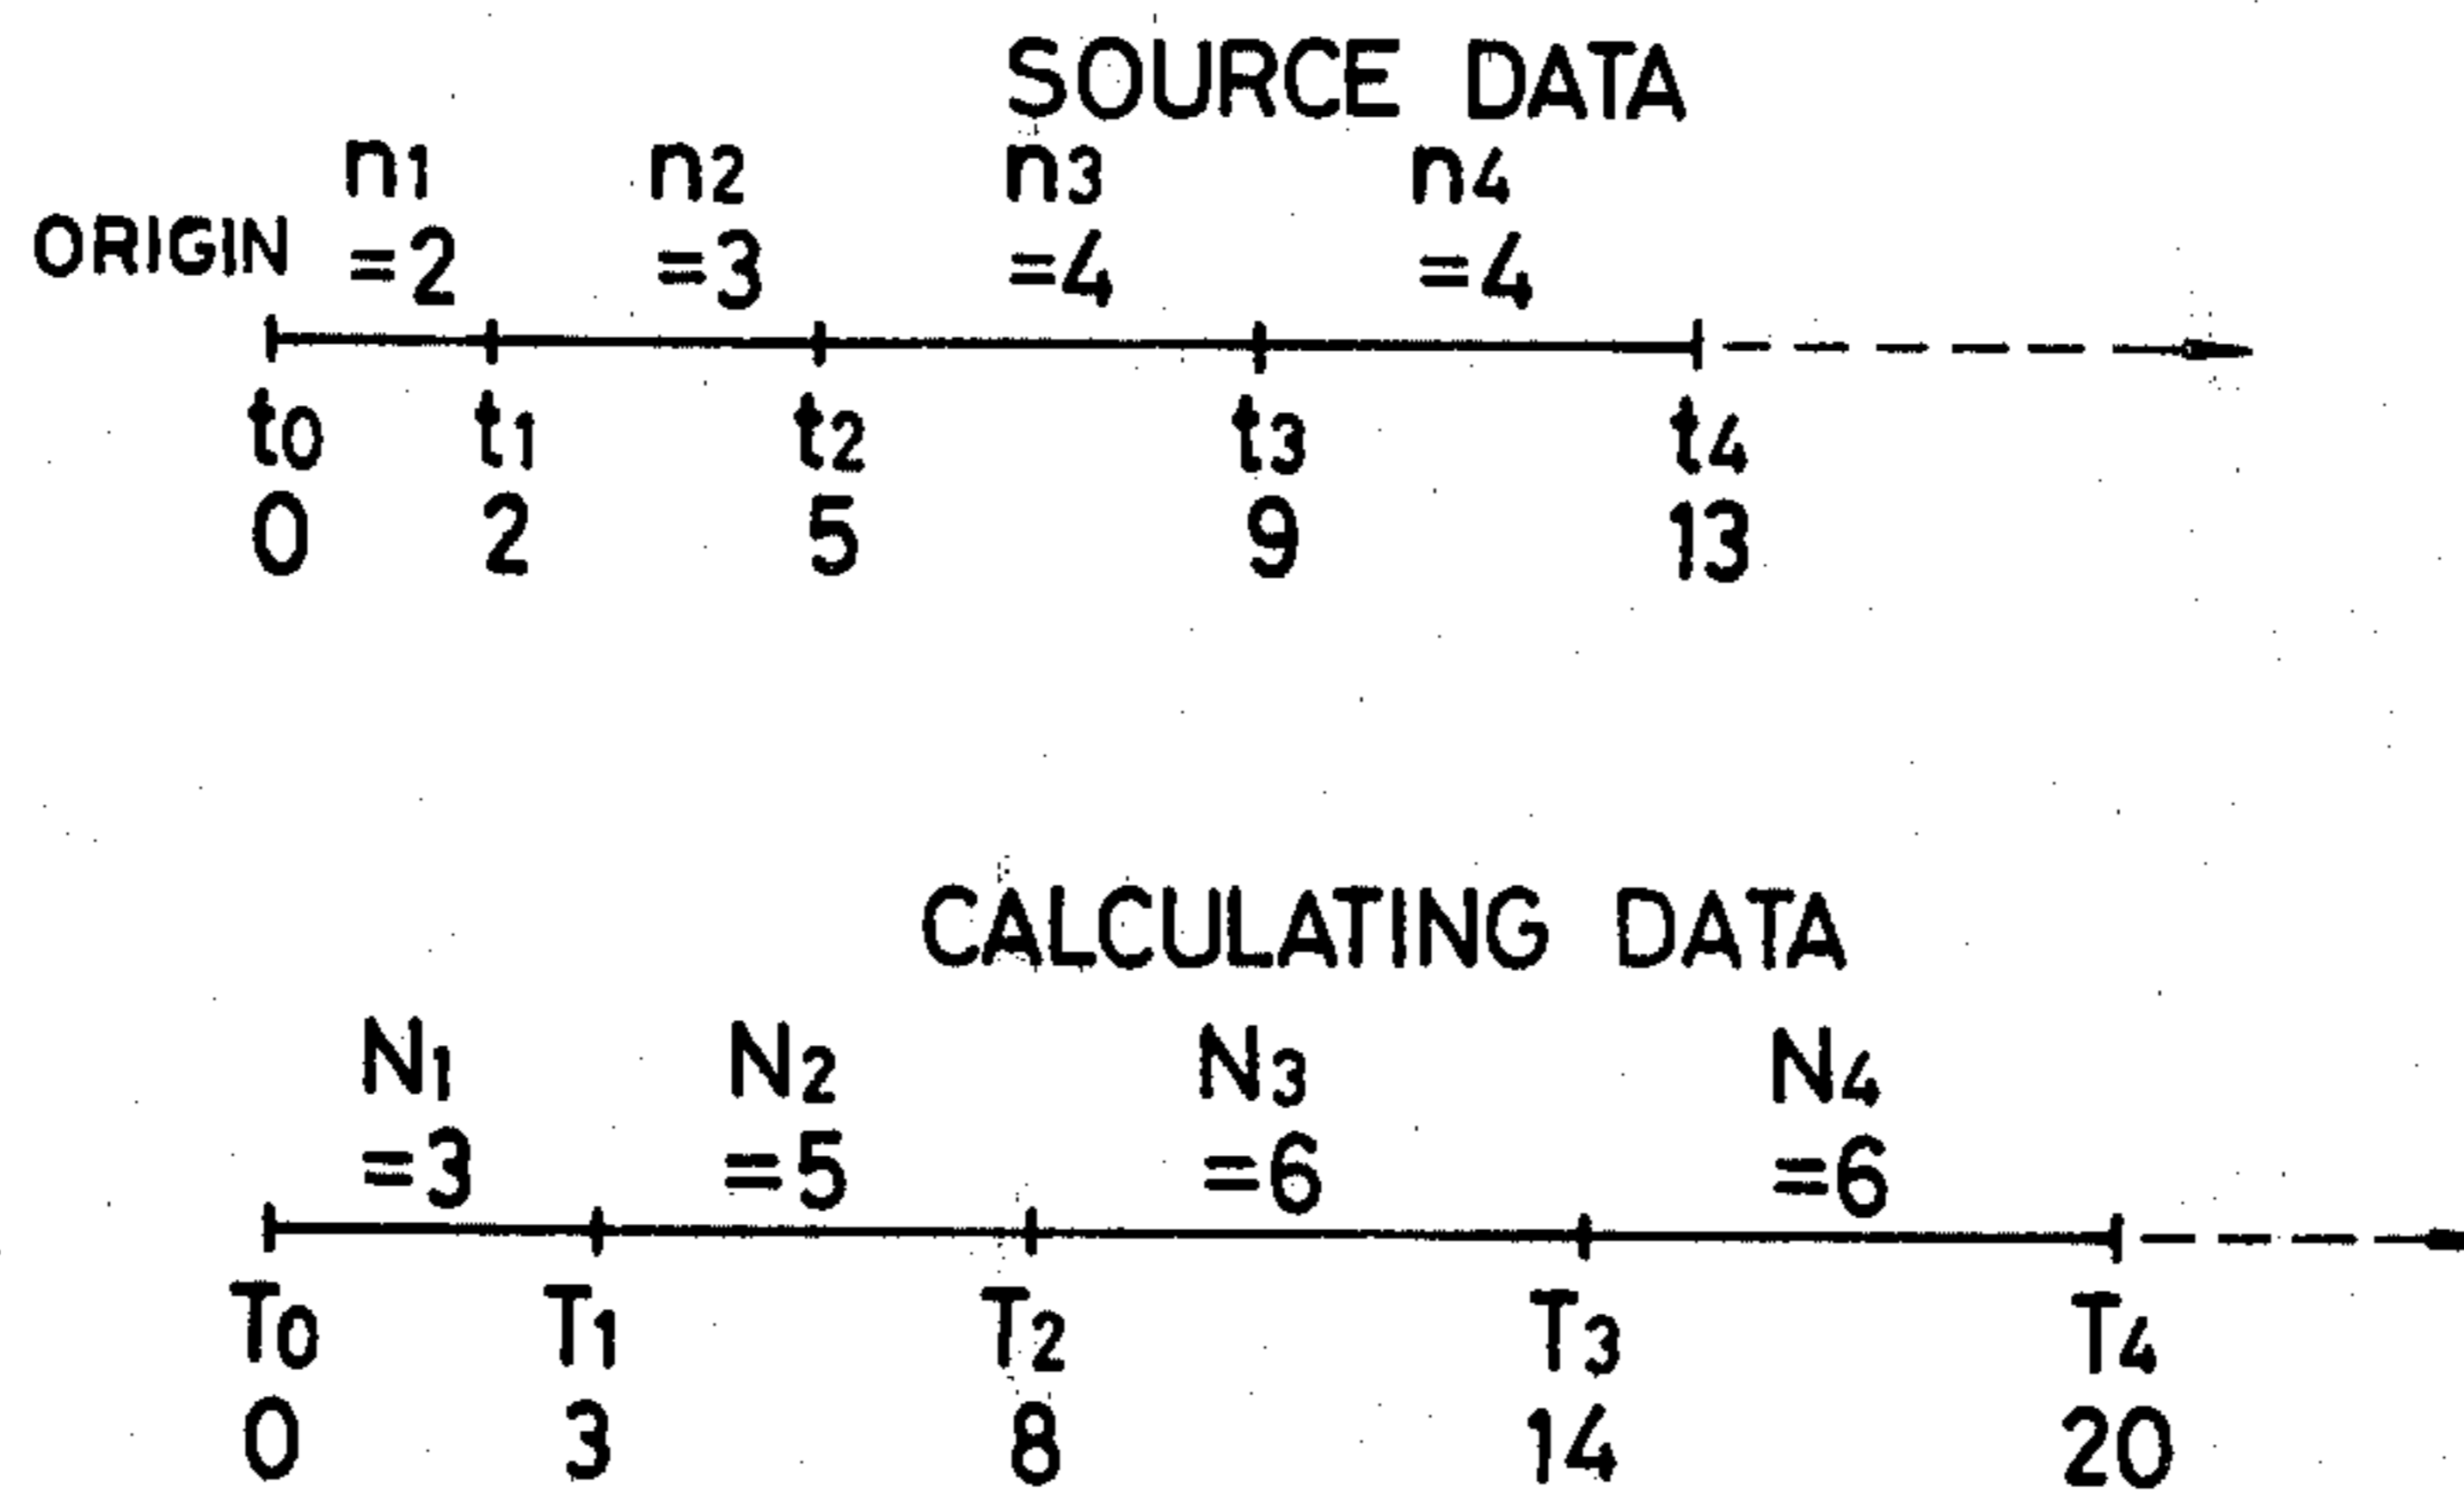 SOURCE DATA
n1 n2 n3 n4
ORIGIN =2 =3 =4 =4
t0 t1 t2 t3 t4
0 2 5 9 13
CALCULATING DATA
N1 N2 N3 N4
=3 =5 =6 =6
T0 T1 T2 T3 T4
0 3 8 14 20